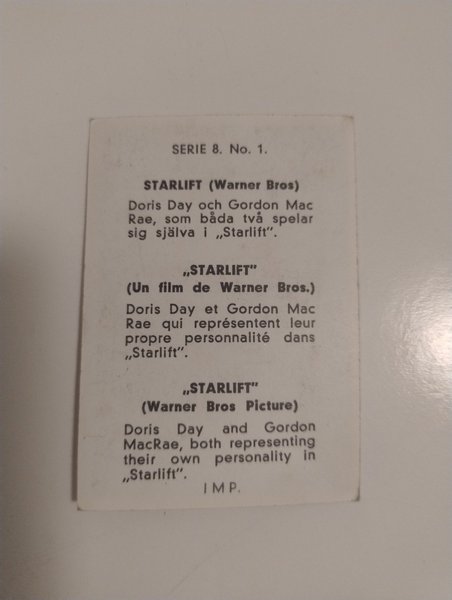 SERIE 8. No. 1.
STARLIFT (Warner Bros)
Doris Day och Gordon Mac
Rae, som båda två spelar
sig själva i „Starlift”.
„STARLIFT”
(Un film de Warner Bros.)
Doris Day et Gordon Mac
Rae qui représentent leur
propre personnalité dans
„Starlift”.
„STARLIFT”
(Warner Bros Picture)
Doris Day and Gordon
MacRae, both representing
their own personality in
„Starlift”.
IMP.